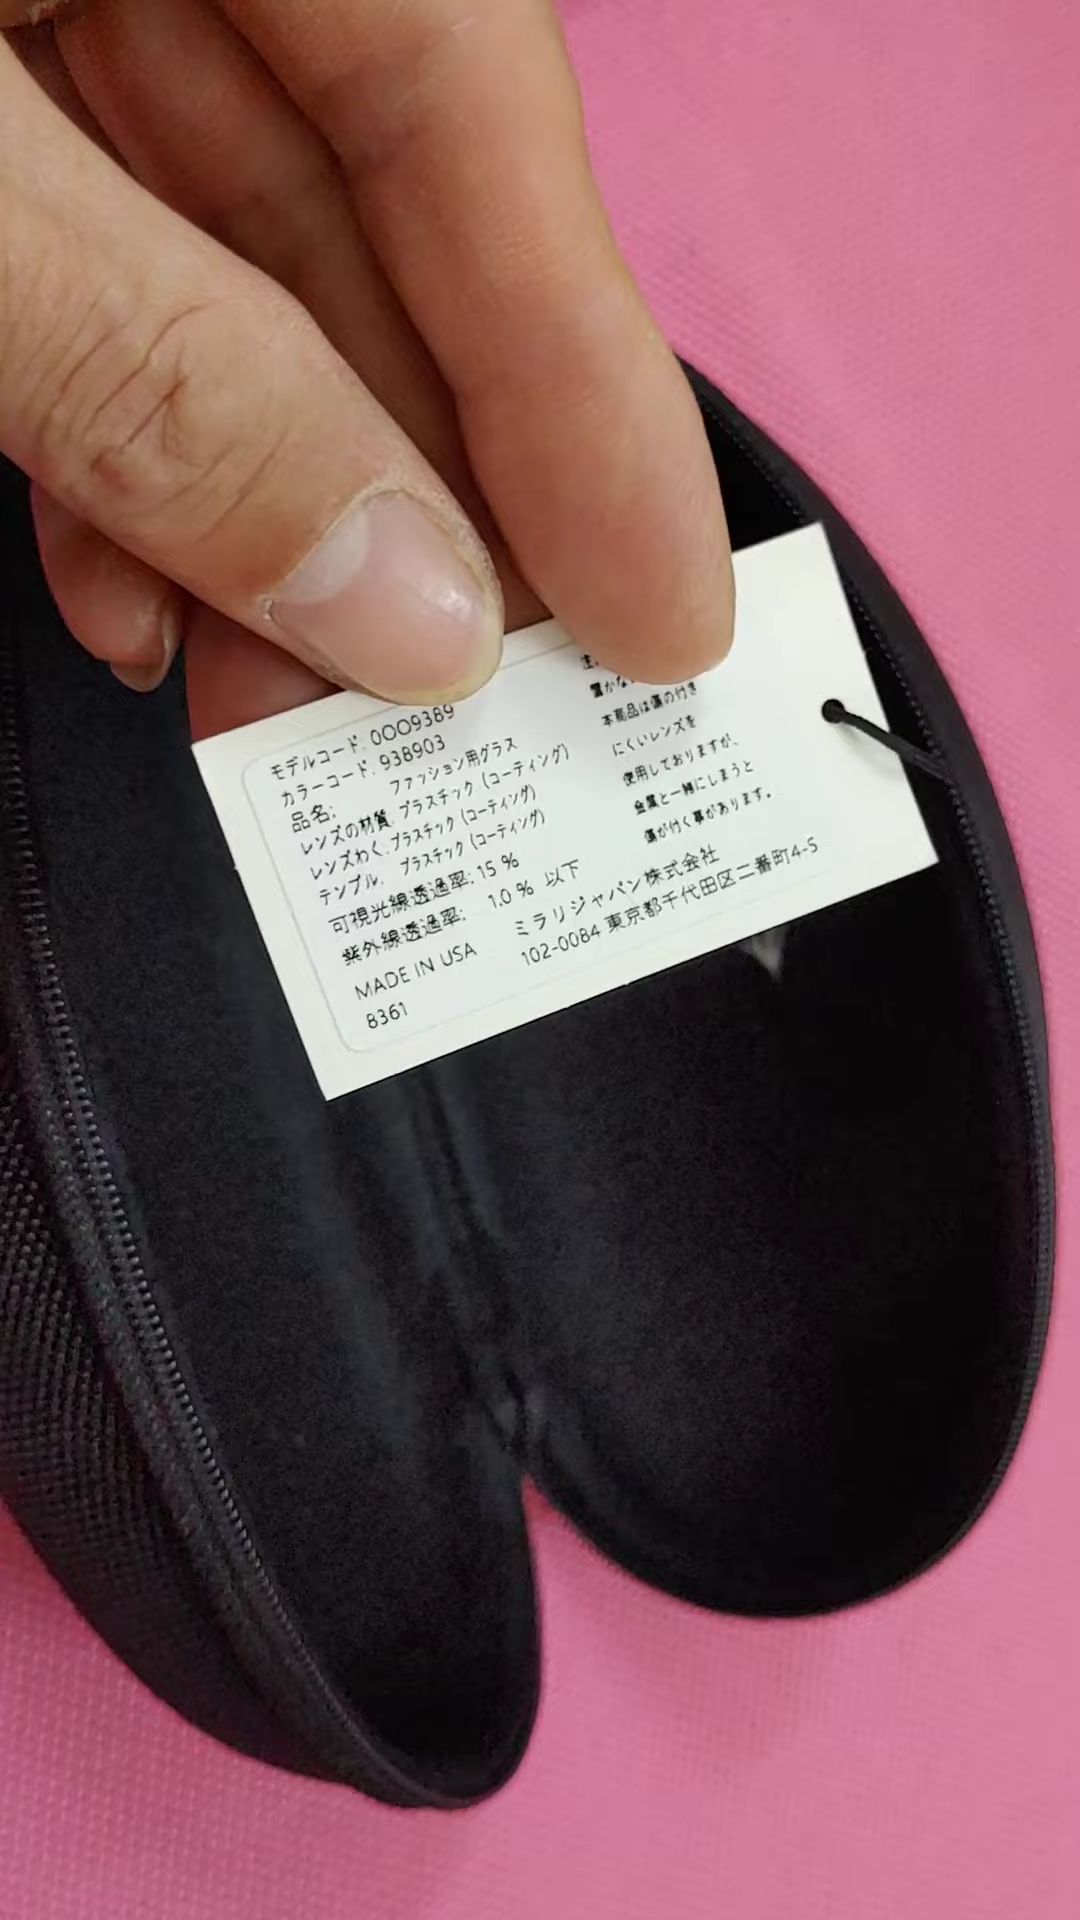 モデルコード. 0OO9389
カラーコード. 938903
品名: ファッション用グラス
レンズの材質. プラスチック (コーティング)
レンズわく. プラスチック (コーティング)
テンプル. プラスチック (コーティング)
可視光線透過率: 15 %
紫外線透過率: 1.0 % 以下
MADE IN USA
8361
置かな
本商品は傷の付き
にくいレンズを
使用しておりますが、
金属と一緒にしまうと
傷が付く事があります。
ミラリジャパン株式会社
102-0084 東京都千代田区二番町4-5